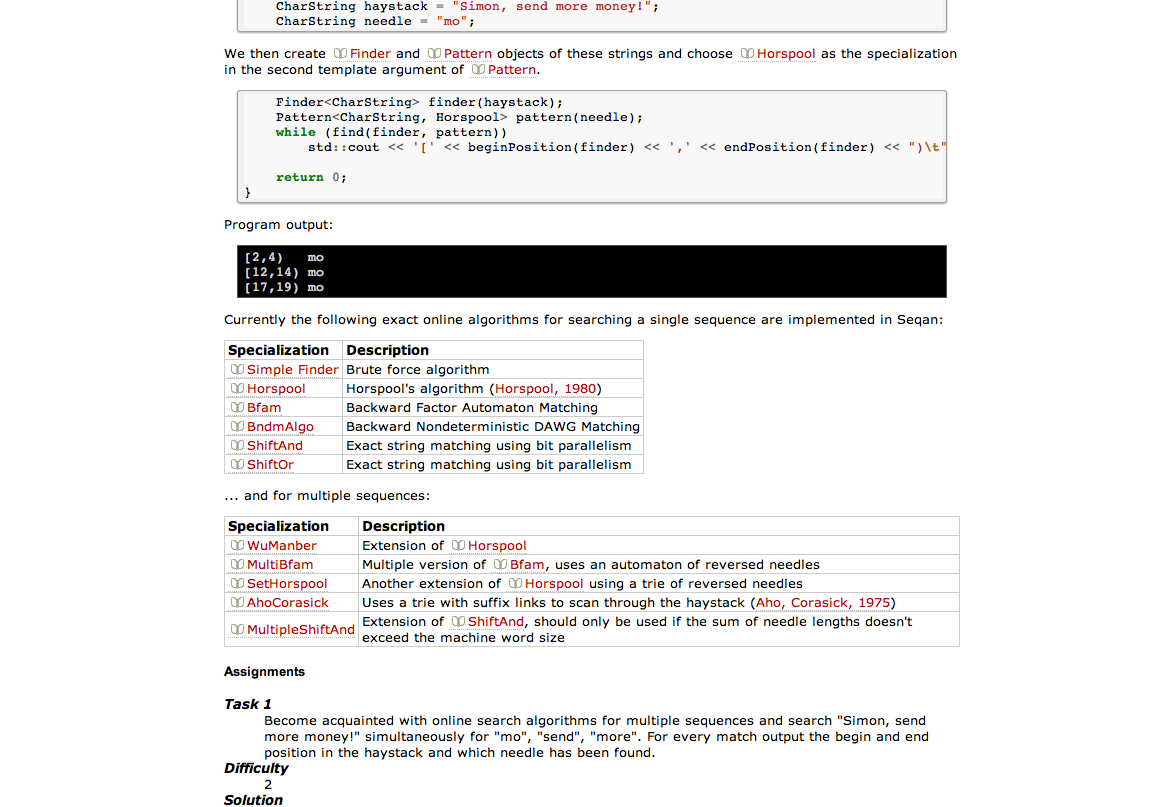 CharString haystack = "Simon, send more money!";
CharString needle = "mo";
We then create Finder and Pattern objects of these strings and choose Horspool as the specialization
in the second template argument of Pattern.
Finder<CharString> finder(haystack);
Pattern<CharString, Horspool> pattern(needle);
while (find(finder, pattern))
std::cout << '[' << beginPosition(finder) << ',' << endPosition(finder) << ")\t"
return 0;
}
Program output:
[2,4) mo
[12,14) mo
[17,19) mo
Currently the following exact online algorithms for searching a single sequence are implemented in Seqan:
Specialization Description
Simple Finder Brute force algorithm
Horspool Horspool's algorithm (Horspool, 1980)
Bfam Backward Factor Automaton Matching
BndmAlgo Backward Nondeterministic DAWG Matching
ShiftAnd Exact string matching using bit parallelism
ShiftOr Exact string matching using bit parallelism
... and for multiple sequences:
Specialization Description
WuManber Extension of Horspool
MultiBfam Multiple version of Bfam, uses an automaton of reversed needles
SetHorspool Another extension of Horspool using a trie of reversed needles
AhoCorasick Uses a trie with suffix links to scan through the haystack (Aho, Corasick, 1975)
MultipleShiftAnd Extension of ShiftAnd, should only be used if the sum of needle lengths doesn't
exceed the machine word size
Assignments
Task 1
Become acquainted with online search algorithms for multiple sequences and search "Simon, send
more money!" simultaneously for "mo", "send", "more". For every match output the begin and end
position in the haystack and which needle has been found.
Difficulty
2
Solution